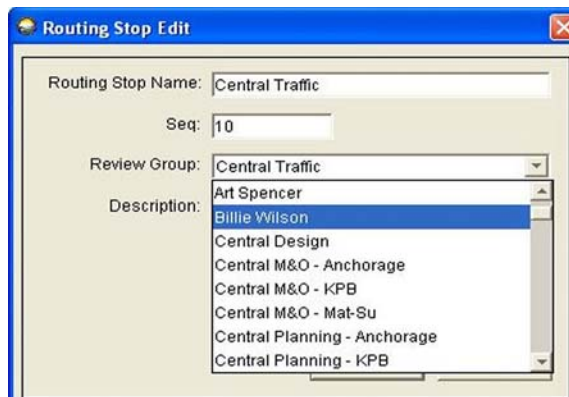 Routing Stop Edit
Routing Stop Name: Central Traffic
Seq: 10
Review Group: Central Traffic
Description:
Art Spencer
Billie Wilson
Central Design
Central M&O - Anchorage
Central M&O - KPB
Central M&O - Mat-Su
Central Planning - Anchorage
Central Planning - KPB